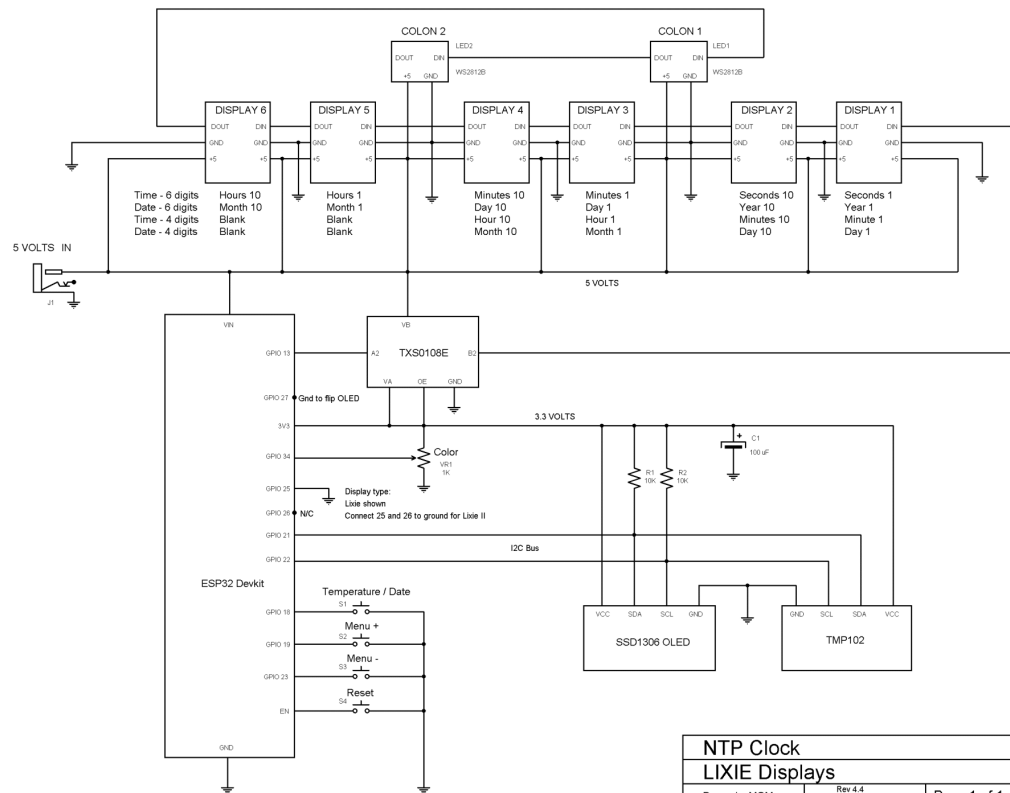 COLON 2
COLON 1
LED2
LED1
DOUT DIN
DOUT DIN
WS2812B
WS2812B
+5 GND
+5 GND
DISPLAY 6
DISPLAY 5
DISPLAY 4
DISPLAY 3
DISPLAY 2
DISPLAY 1
DOUT DIN
DOUT DIN
DOUT DIN
DOUT DIN
DOUT DIN
DOUT DIN
GND GND
GND GND
GND GND
GND GND
GND GND
GND GND
+5 +5
+5 +5
+5 +5
+5 +5
+5 +5
+5 +5
Time - 6 digits Hours 10 Hours 1 Minutes 10 Minutes 1 Seconds 10 Seconds 1
Date - 6 digits Month 10 Month 1 Day 10 Day 1 Year 10 Year 1
Time - 4 digits Blank Blank Hour 10 Hour 1 Minutes 10 Minute 1
Date - 4 digits Blank Blank Month 10 Month 1 Day 10 Day 1
5 VOLTS IN
J1
5 VOLTS
VIN
VB
TXS0108E
GPIO 13
A2
B2
VA OE GND
GPIO 27
Gnd to flip OLED
3V3
3.3 VOLTS
C1
100 uF
+
GPIO 34
Color
VR1
1K
R1
10K
R2
10K
GPIO 25
Display type:
Lixie shown
Connect 25 and 26 to ground for Lixie II
GPIO 26
N/C
GPIO 21
GPIO 22
I2C Bus
ESP32 Devkit
Temperature / Date
GPIO 18
S1
Menu +
GPIO 19
S2
Menu -
GPIO 23
S3
Reset
EN
S4
GND
VCC SDA SCL GND
SSD1306 OLED
GND SCL SDA VCC
TMP102
NTP Clock
LIXIE Displays
Rev 4.4